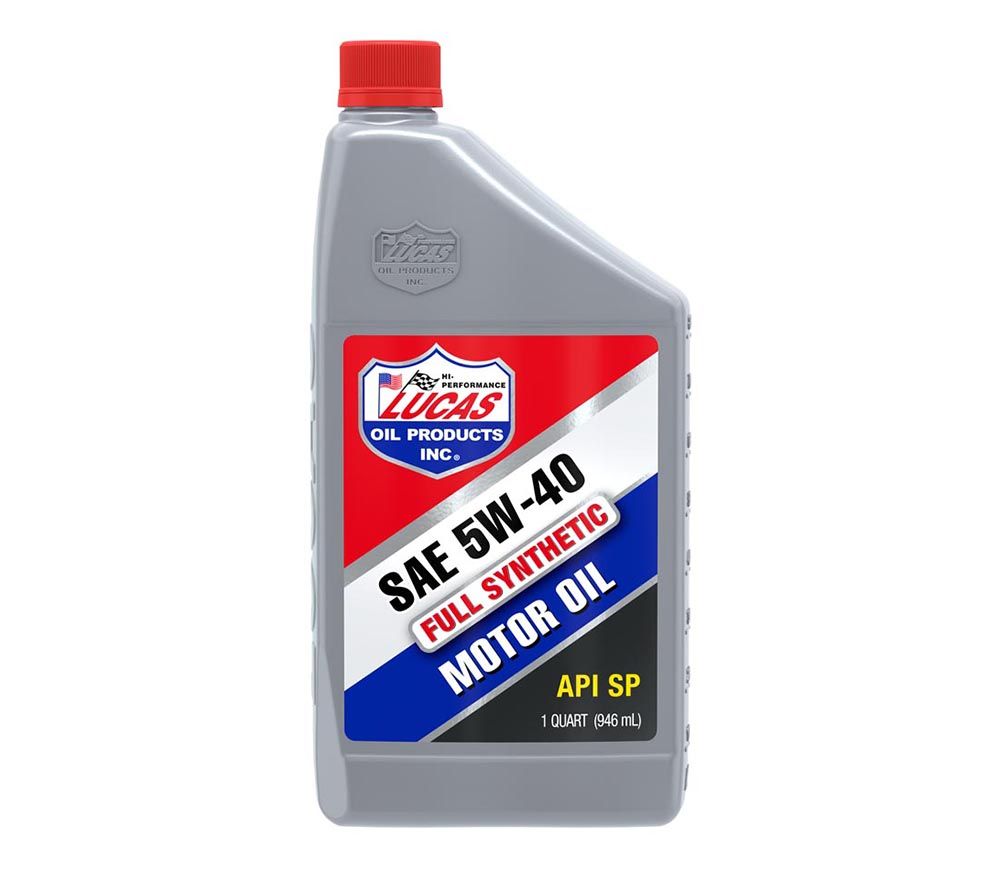 LUCAS
OIL PRODUCTS
INC.
HI-
PERFORMANCE
LUCAS
OIL PRODUCTS
INC.®
SAE 5W-40
FULL SYNTHETIC
MOTOR OIL
API SP
1 QUART (946 mL)